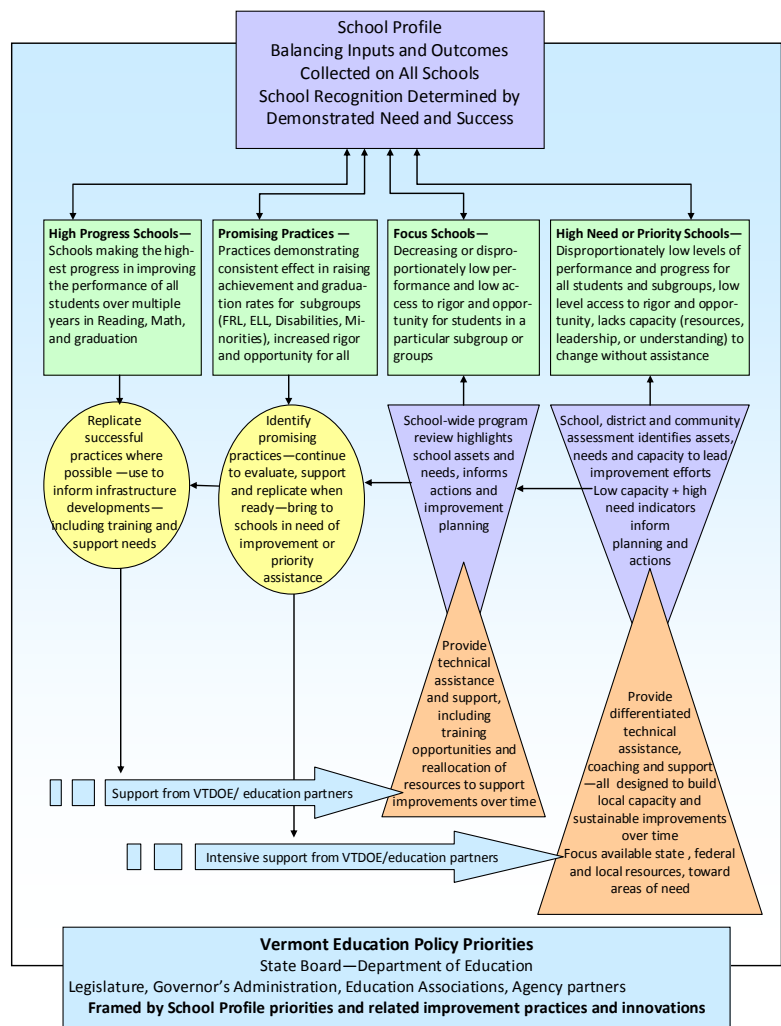 School Profile
Balancing Inputs and Outcomes
Collected on All Schools
School Recognition Determined by
Demonstrated Need and Success
High Progress Schools—
Schools making the high-
est progress in improving
the performance of all
students over multiple
years in Reading, Math,
and graduation
Promising Practices —
Practices demonstrating
consistent effect in raising
achievement and gradua-
tion rates for subgroups
(FRL, ELL, Disabilities, Mi-
norities), increased rigor
and opportunity for all
Focus Schools—
Decreasing or dispro-
portionately low per-
formance and low
access to rigor and oppor-
tunity for students in a
particular subgroup or
groups
High Need or Priority Schools—
Disproportionately low levels of
performance and progress for
all students and subgroups, low
level access to rigor and oppor-
tunity, lacks capacity (resources,
leadership, or understanding) to
change without assistance
Replicate
successful
practices where
possible —use to
inform infrastructure
developments—
including training and
support needs
Identify
promising
practices—continue
to evaluate, support
and replicate when
ready—bring to
schools in need of
improvement or
priority
assistance
School-wide program
review highlights
school assets and
needs, informs
actions and
improvement
planning
School, district and community
assessment identifies assets,
needs and capacity to lead
improvement efforts
Low capacity + high
need indicators
inform
planning and
actions
Provide
technical
assistance
and support,
including
training
opportunities and
reallocation of
resources to support
improvements over time
Provide
differentiated
technical
assistance,
coaching and support
—all designed to build
local capacity and
sustainable improvements
over time
Focus available state , federal
and local resources, toward
areas of need
Support from VTDOE/ education partners
Intensive support from VTDOE/education partners
Vermont Education Policy Priorities
State Board—Department of Education
Legislature, Governor’s Administration, Education Associations, Agency partners
Framed by School Profile priorities and related improvement practices and innovations